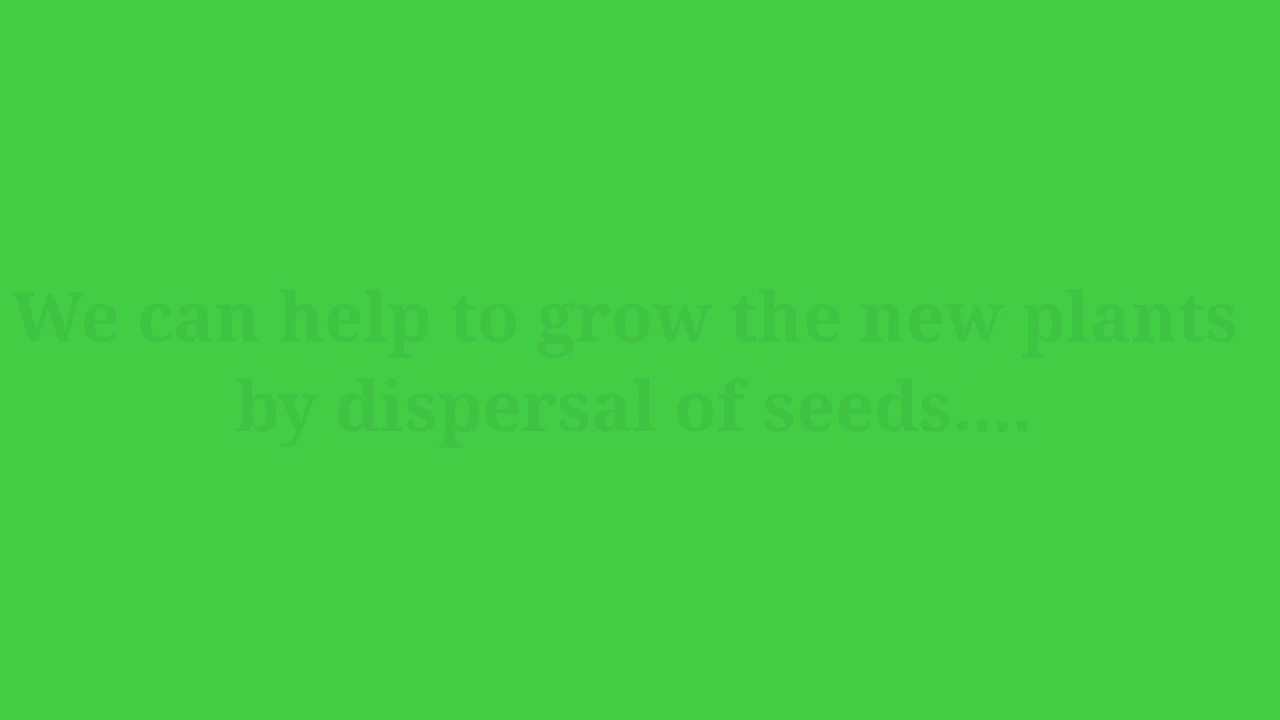 We can help to grow the new plants
by dispersal of seeds....